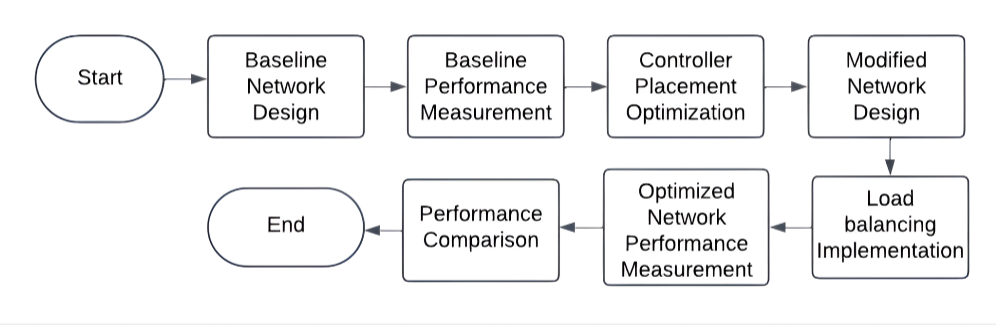 Start
Baseline
Network
Design
Baseline
Performance
Measurement
Controller
Placement
Optimization
Modified
Network
Design
Load
balancing
Implementation
Optimized
Network
Performance
Measurement
Performance
Comparison
End